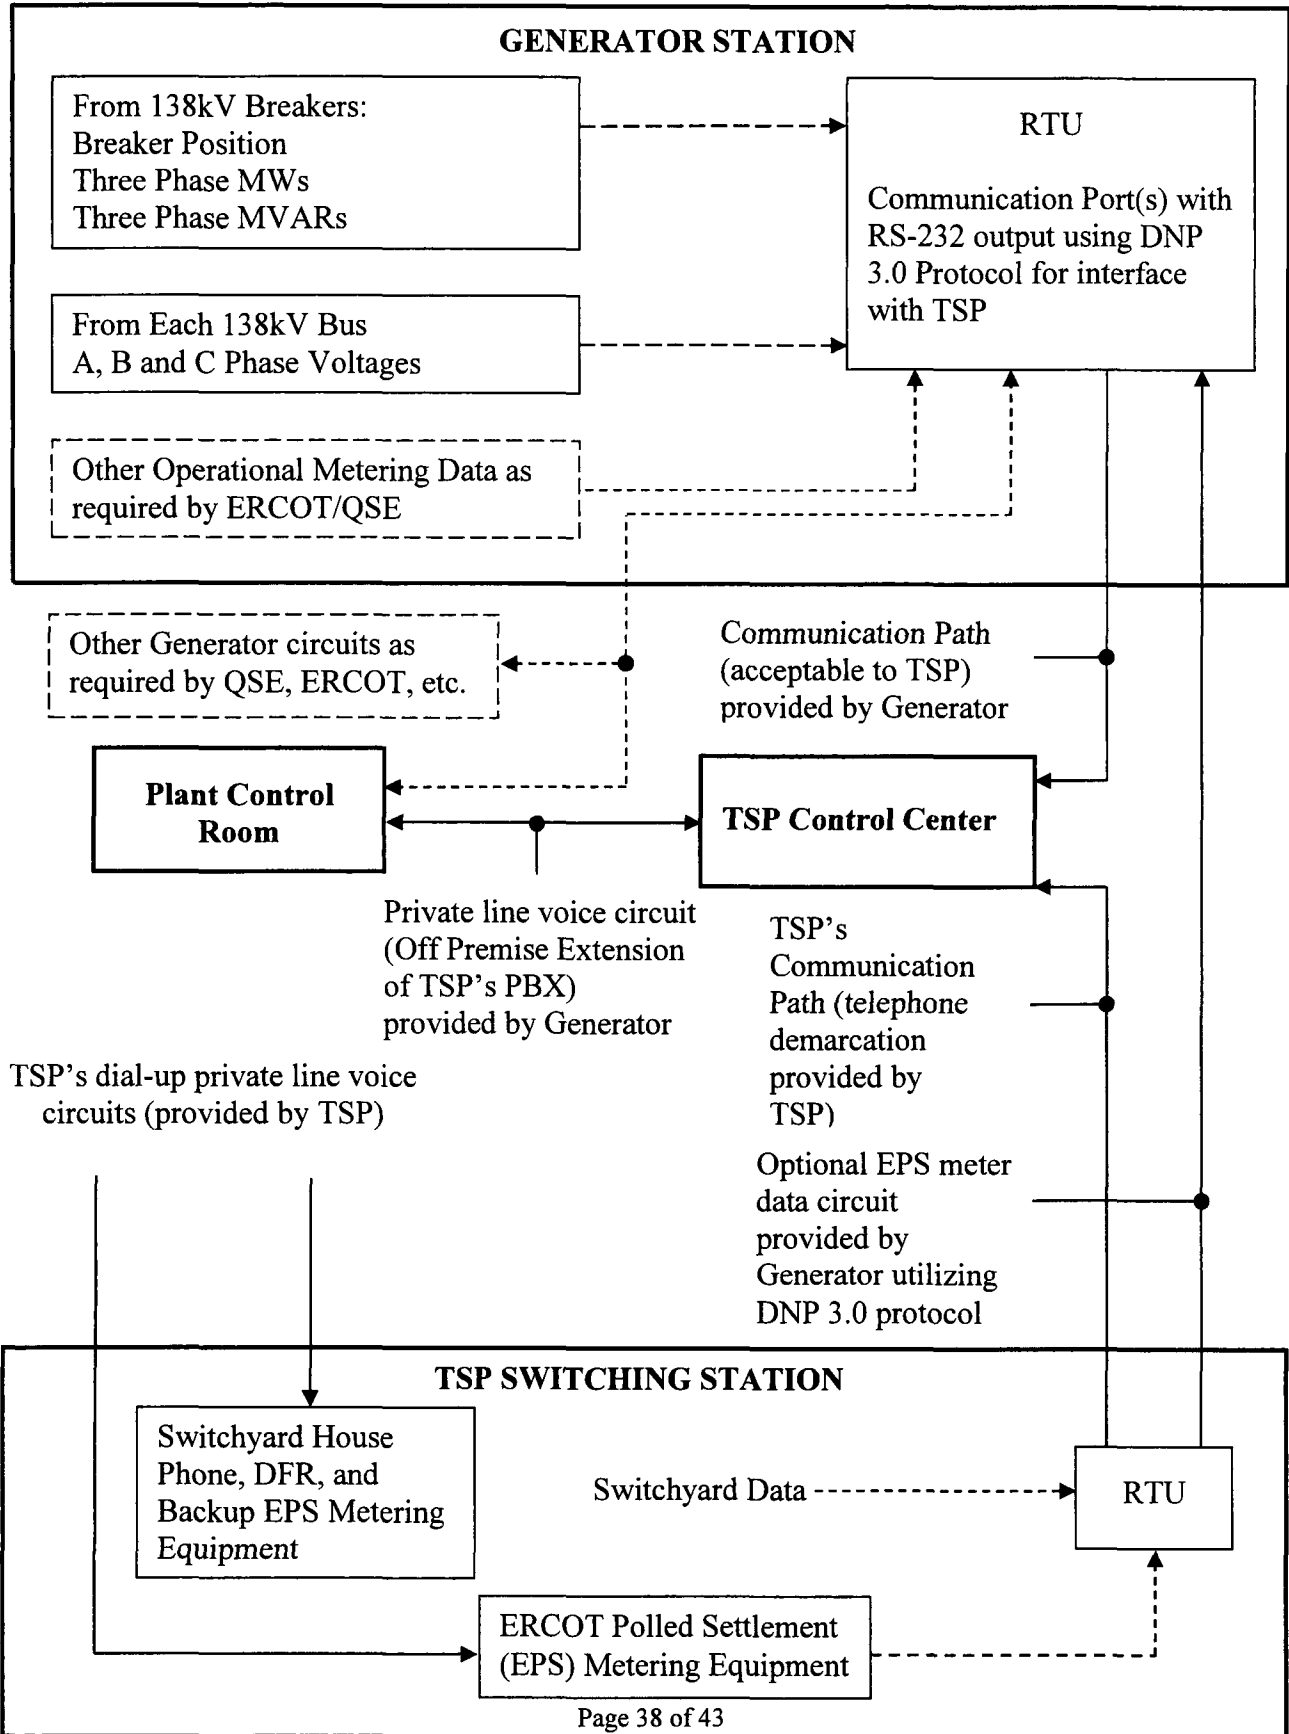 GENERATOR STATION
From 138kV Breakers:
Breaker Position
Three Phase MWs
Three Phase MVARs
RTU
Communication Port(s) with
RS-232 output using DNP
3.0 Protocol for interface
with TSP
From Each 138kV Bus
A, B and C Phase Voltages
Other Operational Metering Data as
required by ERCOT/QSE
Other Generator circuits as
required by QSE, ERCOT, etc.
Communication Path
(acceptable to TSP)
provided by Generator
Plant Control
Room
TSP Control Center
Private line voice circuit
(Off Premise Extension
of TSP's PBX)
provided by Generator
TSP's
Communication
Path (telephone
demarcation
provided by
TSP)
TSP's dial-up private line voice
circuits (provided by TSP)
Optional EPS meter
data circuit
provided by
Generator utilizing
DNP 3.0 protocol
TSP SWITCHING STATION
Switchyard House
Phone, DFR, and
Backup EPS Metering
Equipment
Switchyard Data
RTU
ERCOT Polled Settlement
(EPS) Metering Equipment
Page 38 of 43